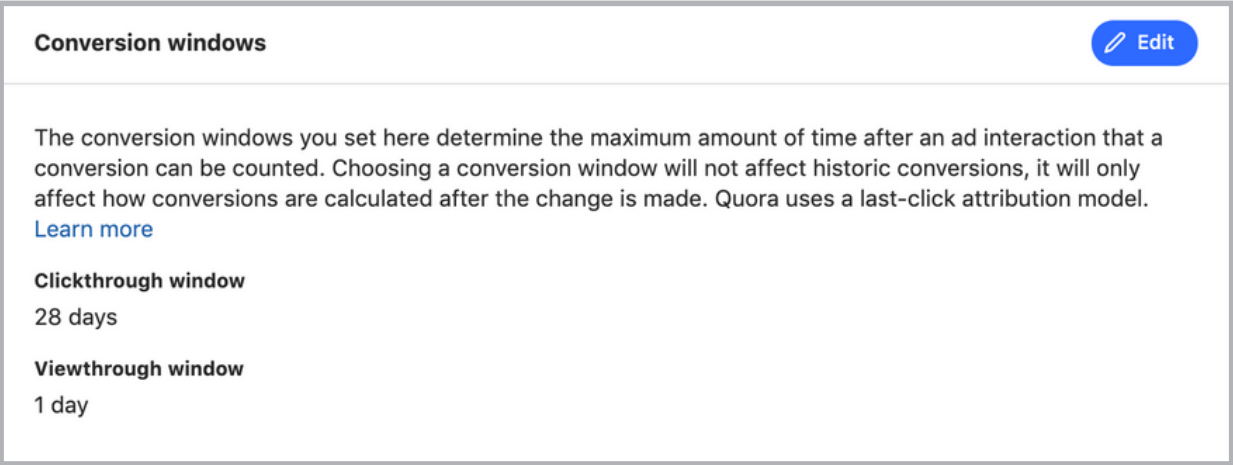 Conversion windows
Edit
The conversion windows you set here determine the maximum amount of time after an ad interaction that a
conversion can be counted. Choosing a conversion window will not affect historic conversions, it will only
affect how conversions are calculated after the change is made. Quora uses a last-click attribution model.
Learn more
Clickthrough window
28 days
Viewthrough window
1 day